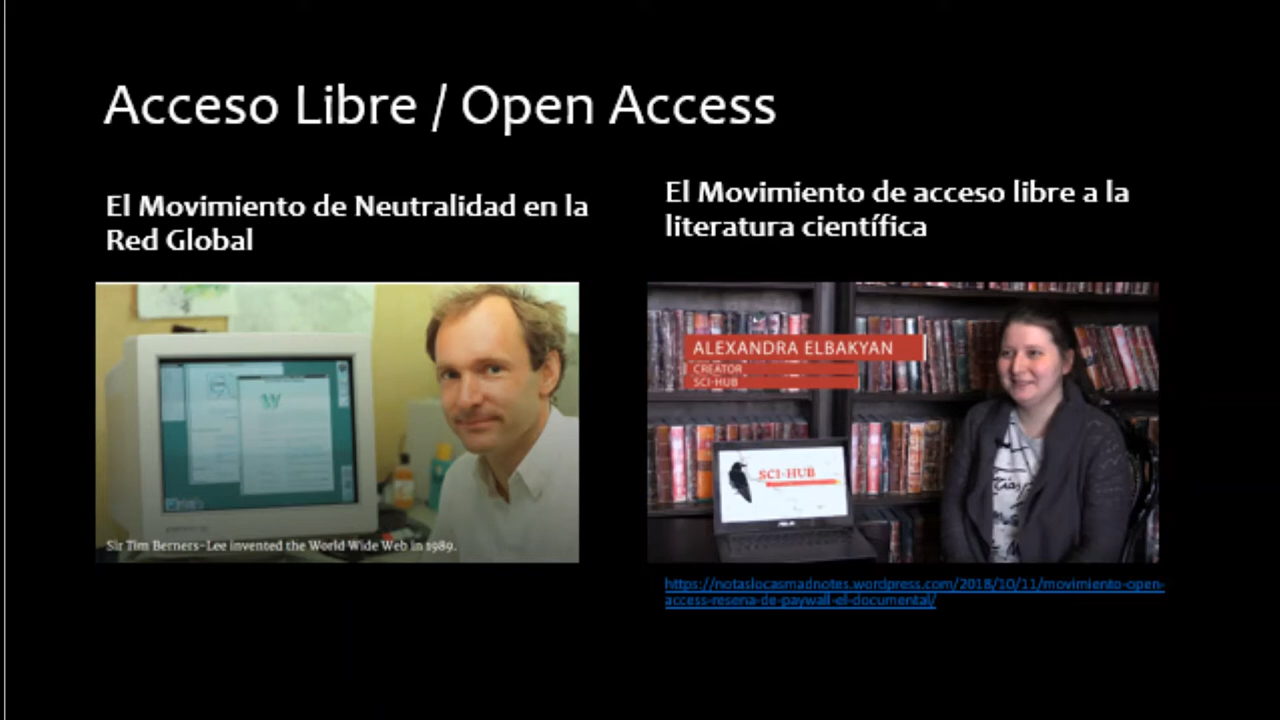 Acceso Libre / Open Access
El Movimiento de Neutralidad en la
Red Global
El Movimiento de acceso libre a la
literatura científica
Sir Tim Berners-Lee invented the World Wide Web in 1989.
ALEXANDRA ELBAKYAN
CREATOR
SCI-HUB
SCI-HUB
https://notaslocasmadnotes.wordpress.com/2018/10/11/movimiento-open-
access-resena-de-paywall-el-documental/